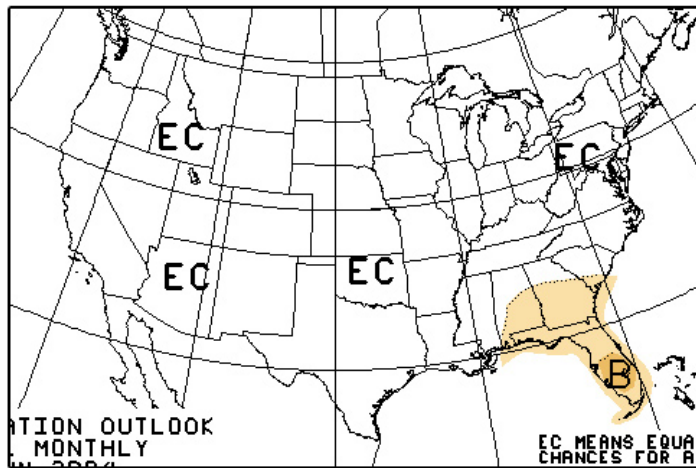 EC
EC
EC
EC
B
ATION OUTLOOK
MONTHLY
EC MEANS EQUA
CHANCES FOR A